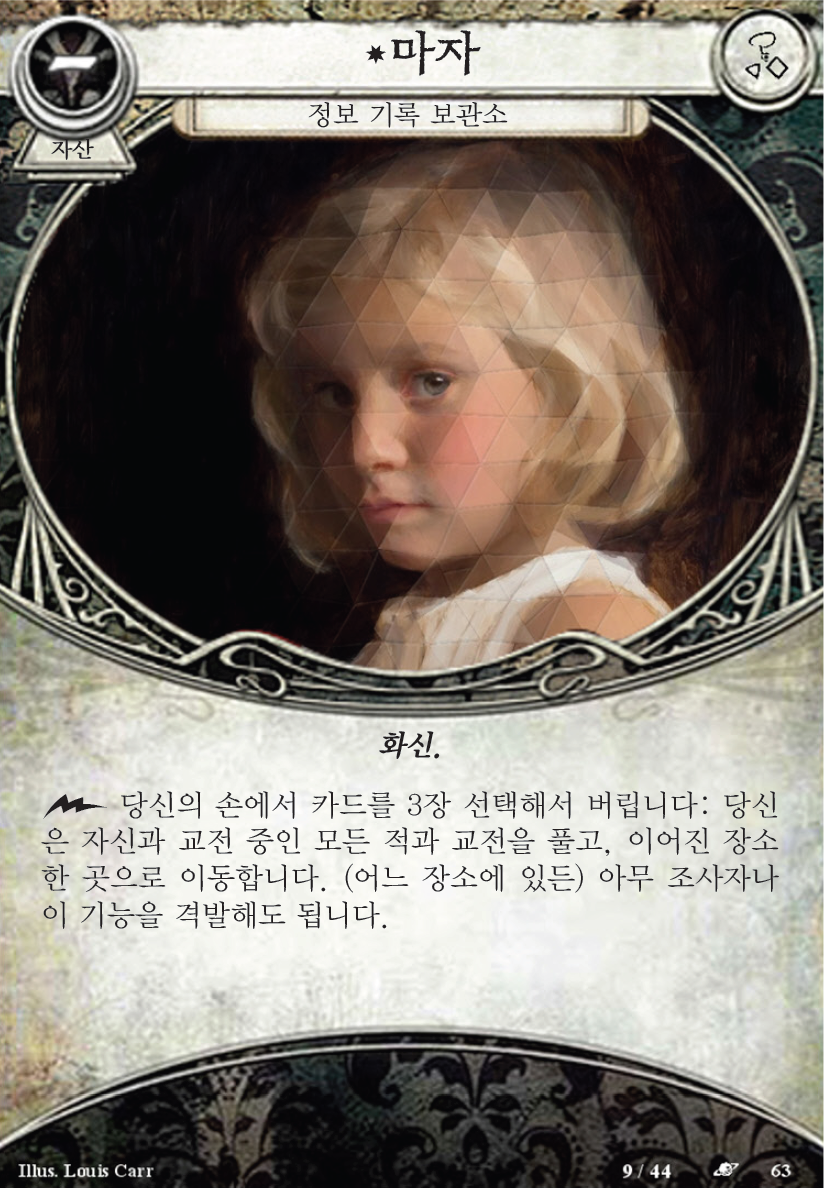 마자
정보 기록 보관소
자산
화신.
당신의 손에서 카드를 3장 선택해서 버립니다: 당신
은 자신과 교전 중인 모든 적과 교전을 풀고, 이어진 장소
한 곳으로 이동합니다. (어느 장소에 있든) 아무 조사자나
이 기능을 격발해도 됩니다.
Illus. Louis Carr
9 / 44
63